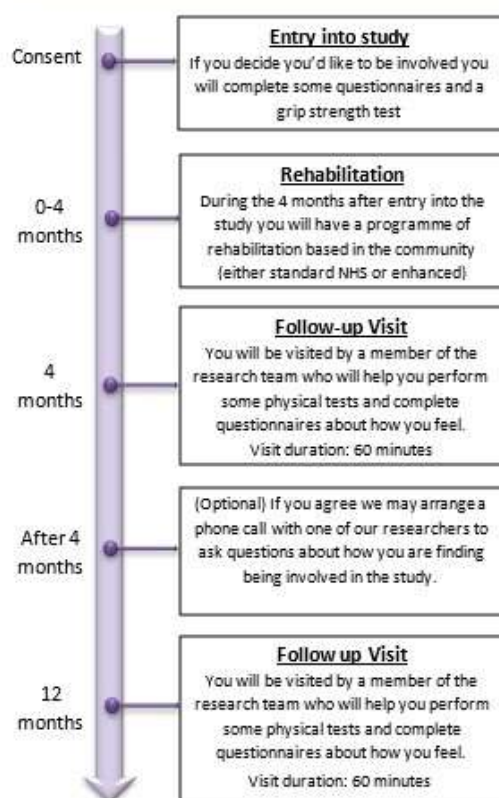 Consent
Entry into study
If you decide you'd like to be involved you
will complete some questionnaires and a
grip strength test
0-4
months
Rehabilitation
During the 4 months after entry into the
study you will have a programme of
rehabilitation based in the community
(either standard NHS or enhanced)
4
months
Follow-up Visit
You will be visited by a member of the
research team who will help you perform
some physical tests and complete
questionnaires about how you feel.
Visit duration: 60 minutes
After 4
months
(Optional) If you agree we may arrange a
phone call with one of our researchers to
ask questions about how you are finding
being involved in the study.
12
months
Follow up Visit
You will be visited by a member of the
research team who will help you perform
some physical tests and complete
questionnaires about how you feel.
Visit duration: 60 minutes